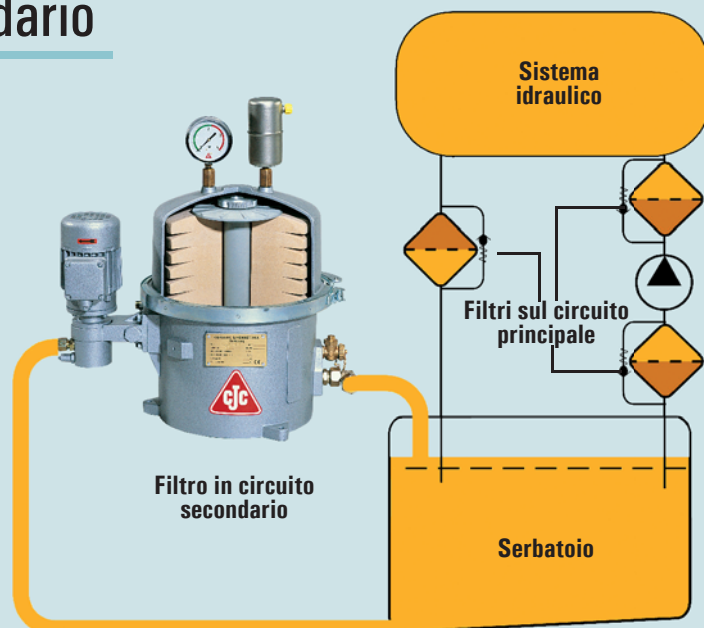 dario
Sistema
idraulico
Filtri sul circuito
principale
CJC
Filtro in circuito
secondario
Serbatoio